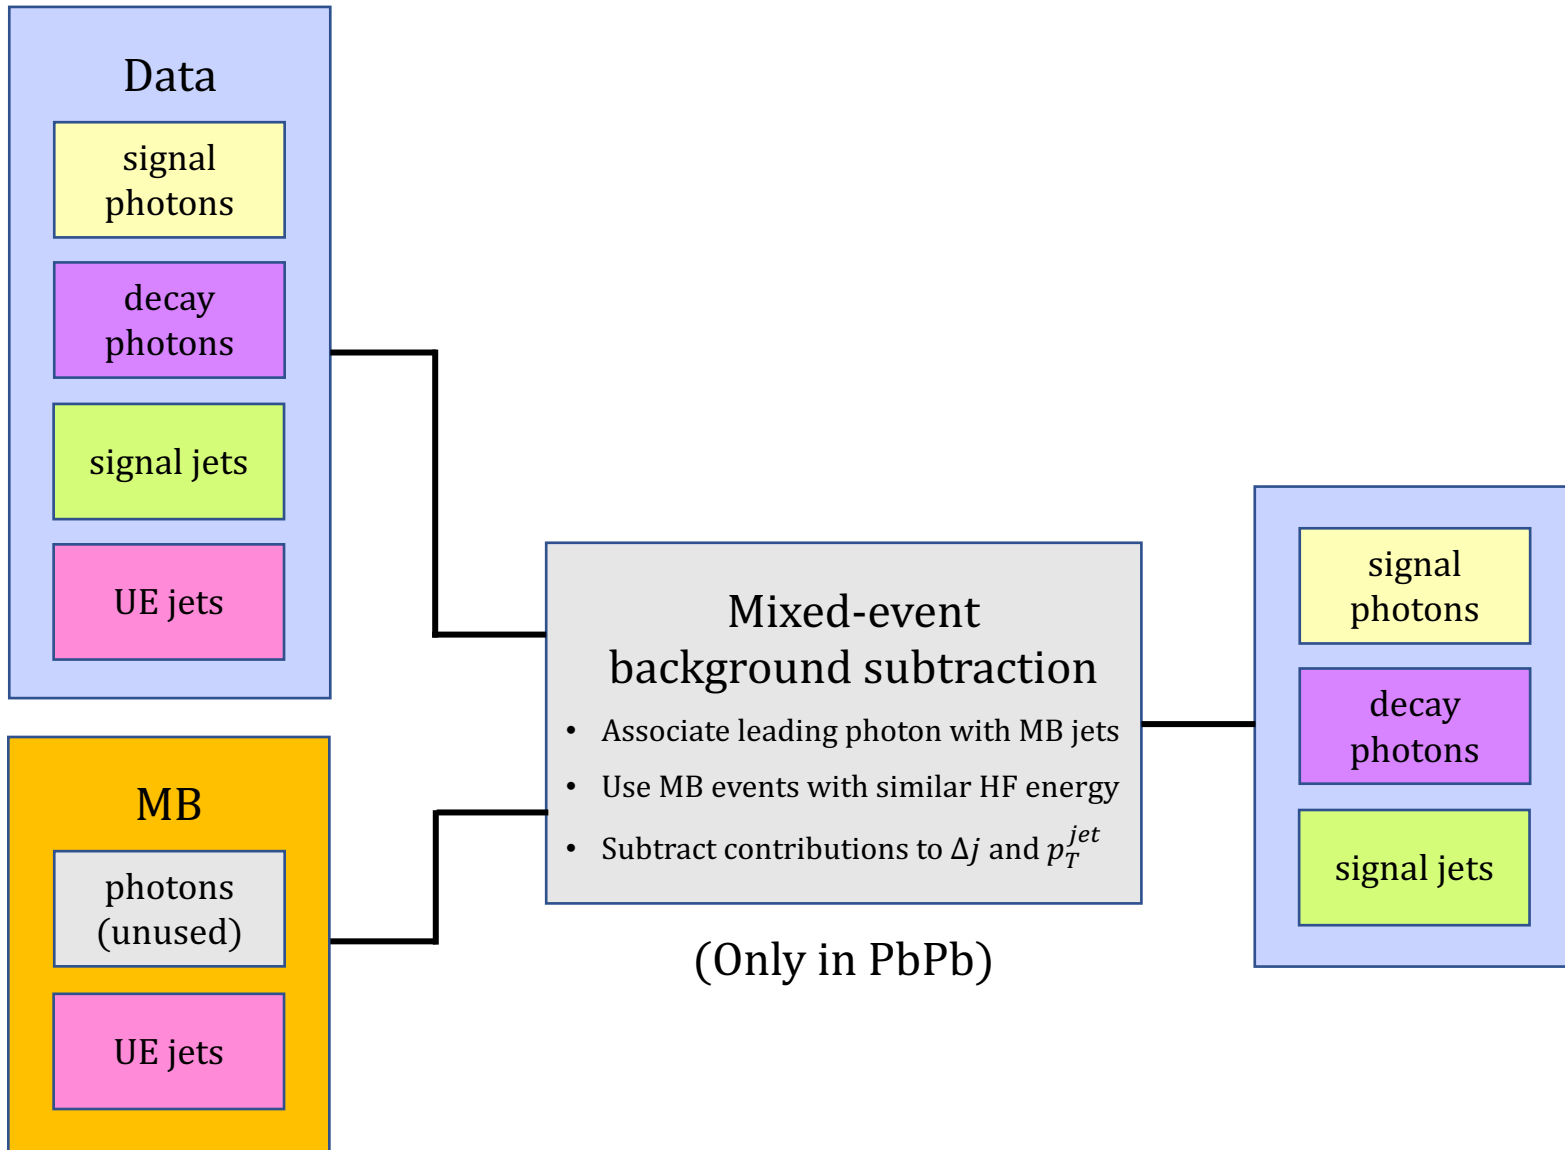 Data
signal
photons
decay
photons
signal jets
UE jets
MB
photons
(unused)
UE jets
Mixed-event
background subtraction
• Associate leading photon with MB jets
• Use MB events with similar HF energy
• Subtract contributions to Δj and p_T^{jet}
(Only in PbPb)
signal
photons
decay
photons
signal jets